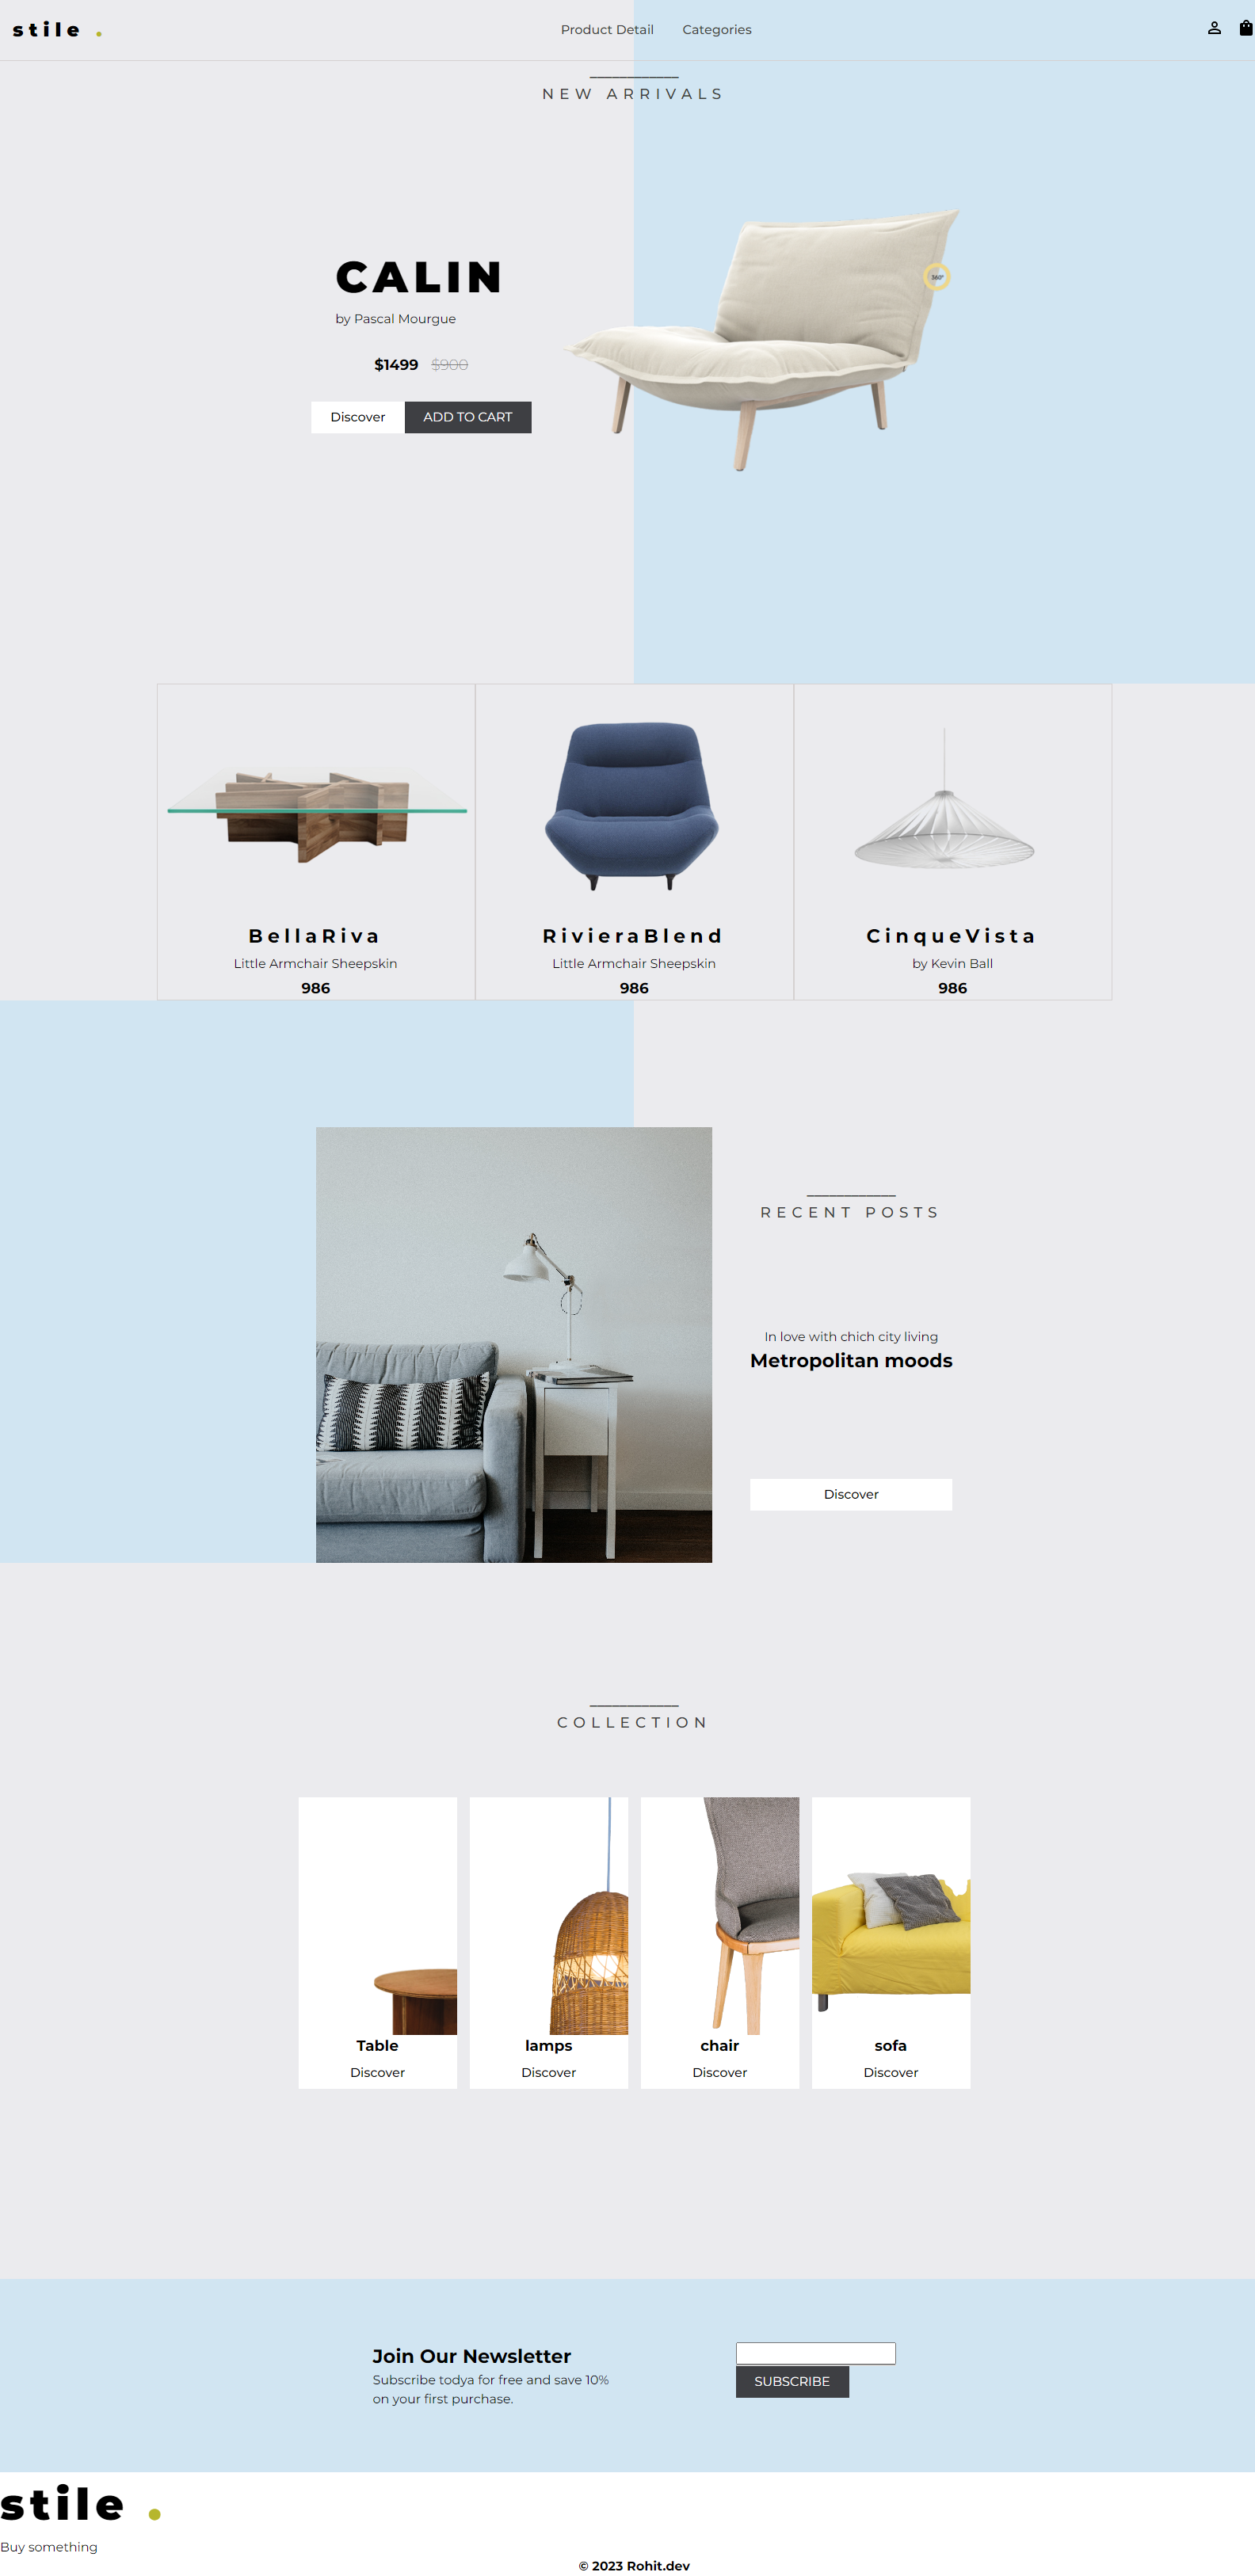 stile .
Product Detail
Categories
NEW ARRIVALS
CALIN
by Pascal Mourgue
$1499 $900
Discover
ADD TO CART
360°
BellaRiva
Little Armchair Sheepskin
986
RivieraBlend
Little Armchair Sheepskin
986
CinqueVista
by Kevin Ball
986
RECENT POSTS
In love with chich city living
Metropolitan moods
Discover
COLLECTION
Table
Discover
lamps
Discover
chair
Discover
sofa
Discover
Join Our Newsletter
Subscribe todya for free and save 10%
on your first purchase.
SUBSCRIBE
stile .
Buy something
© 2023 Rohit.dev